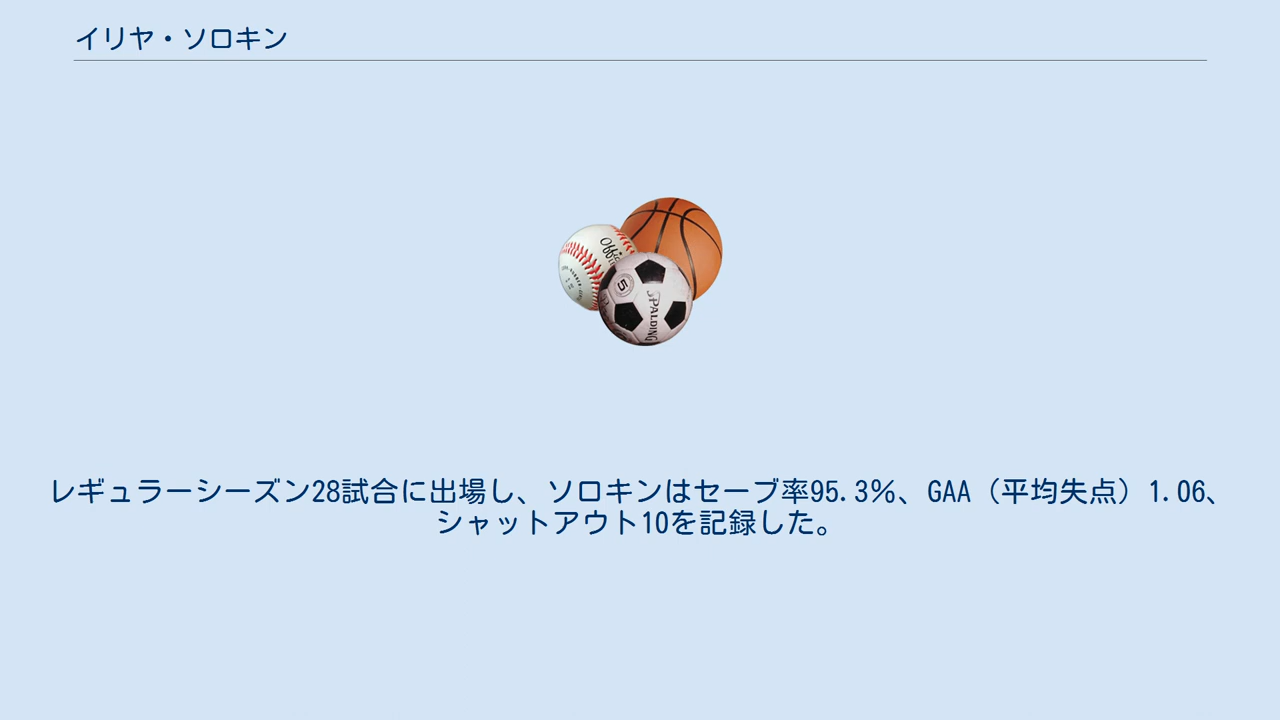 イリヤ・ソロキン
Offic
5
SPALDING
レギュラーシーズン28試合に出場し、ソロキンはセーブ率95.3%、GAA（平均失点）1.06、
シャットアウト10を記録した。